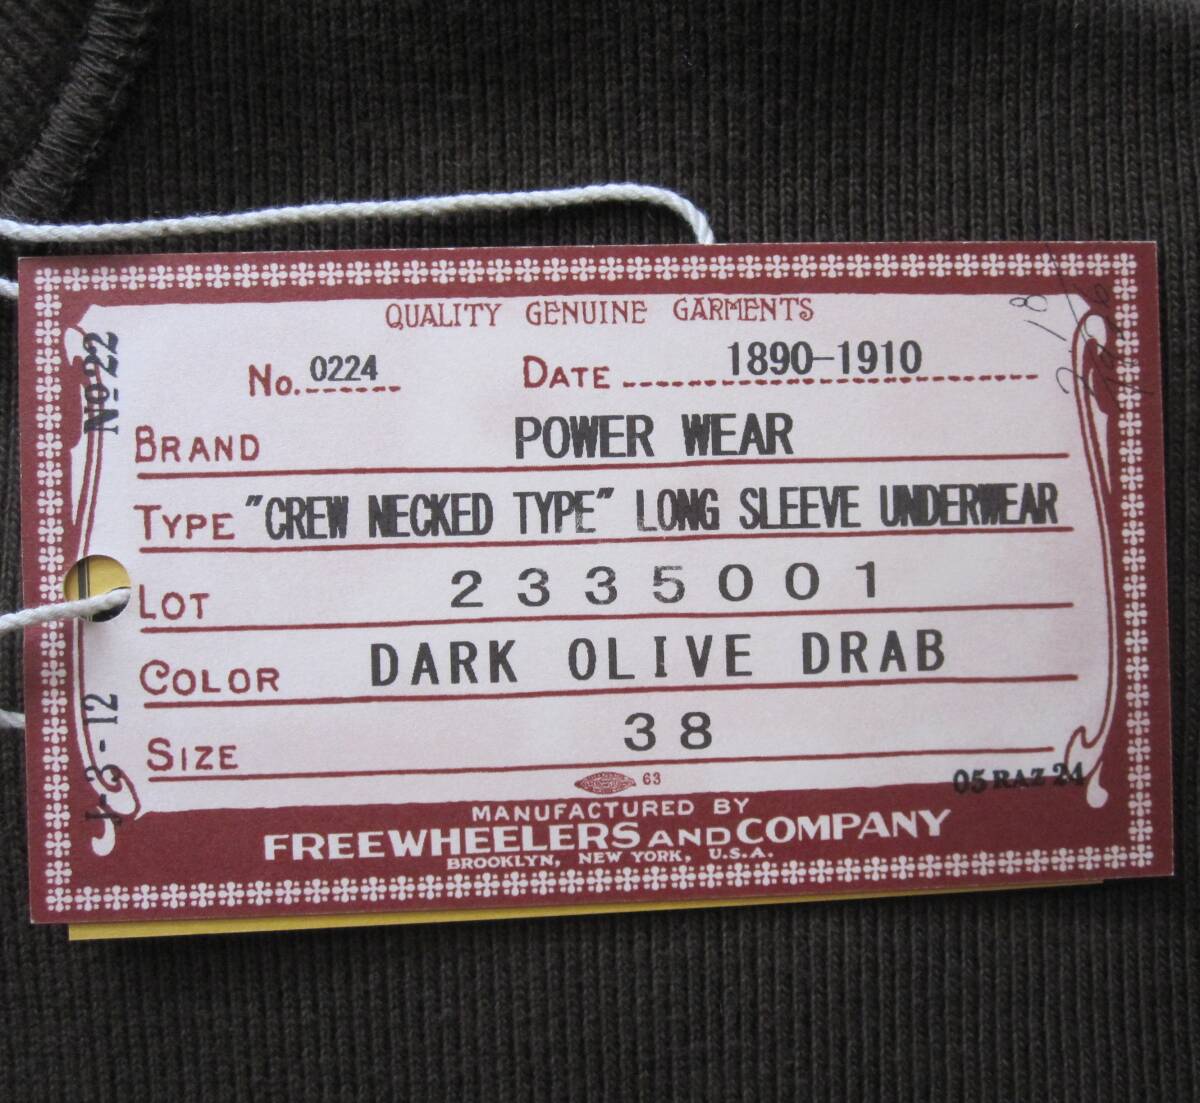 QUALITY GENUINE GARMENTS
No. 0224 DATE 1890-1910
BRAND POWER WEAR
TYPE "CREW NECKED TYPE" LONG SLEEVE UNDERWEAR
LOT 2335001
COLOR DARK OLIVE DRAB
SIZE 38
63
MANUFACTURED BY
FREEWHEELERS AND COMPANY
BROOKLYN, NEW YORK, U.S.A.
No 22
J-3-12
05 RAZ 24